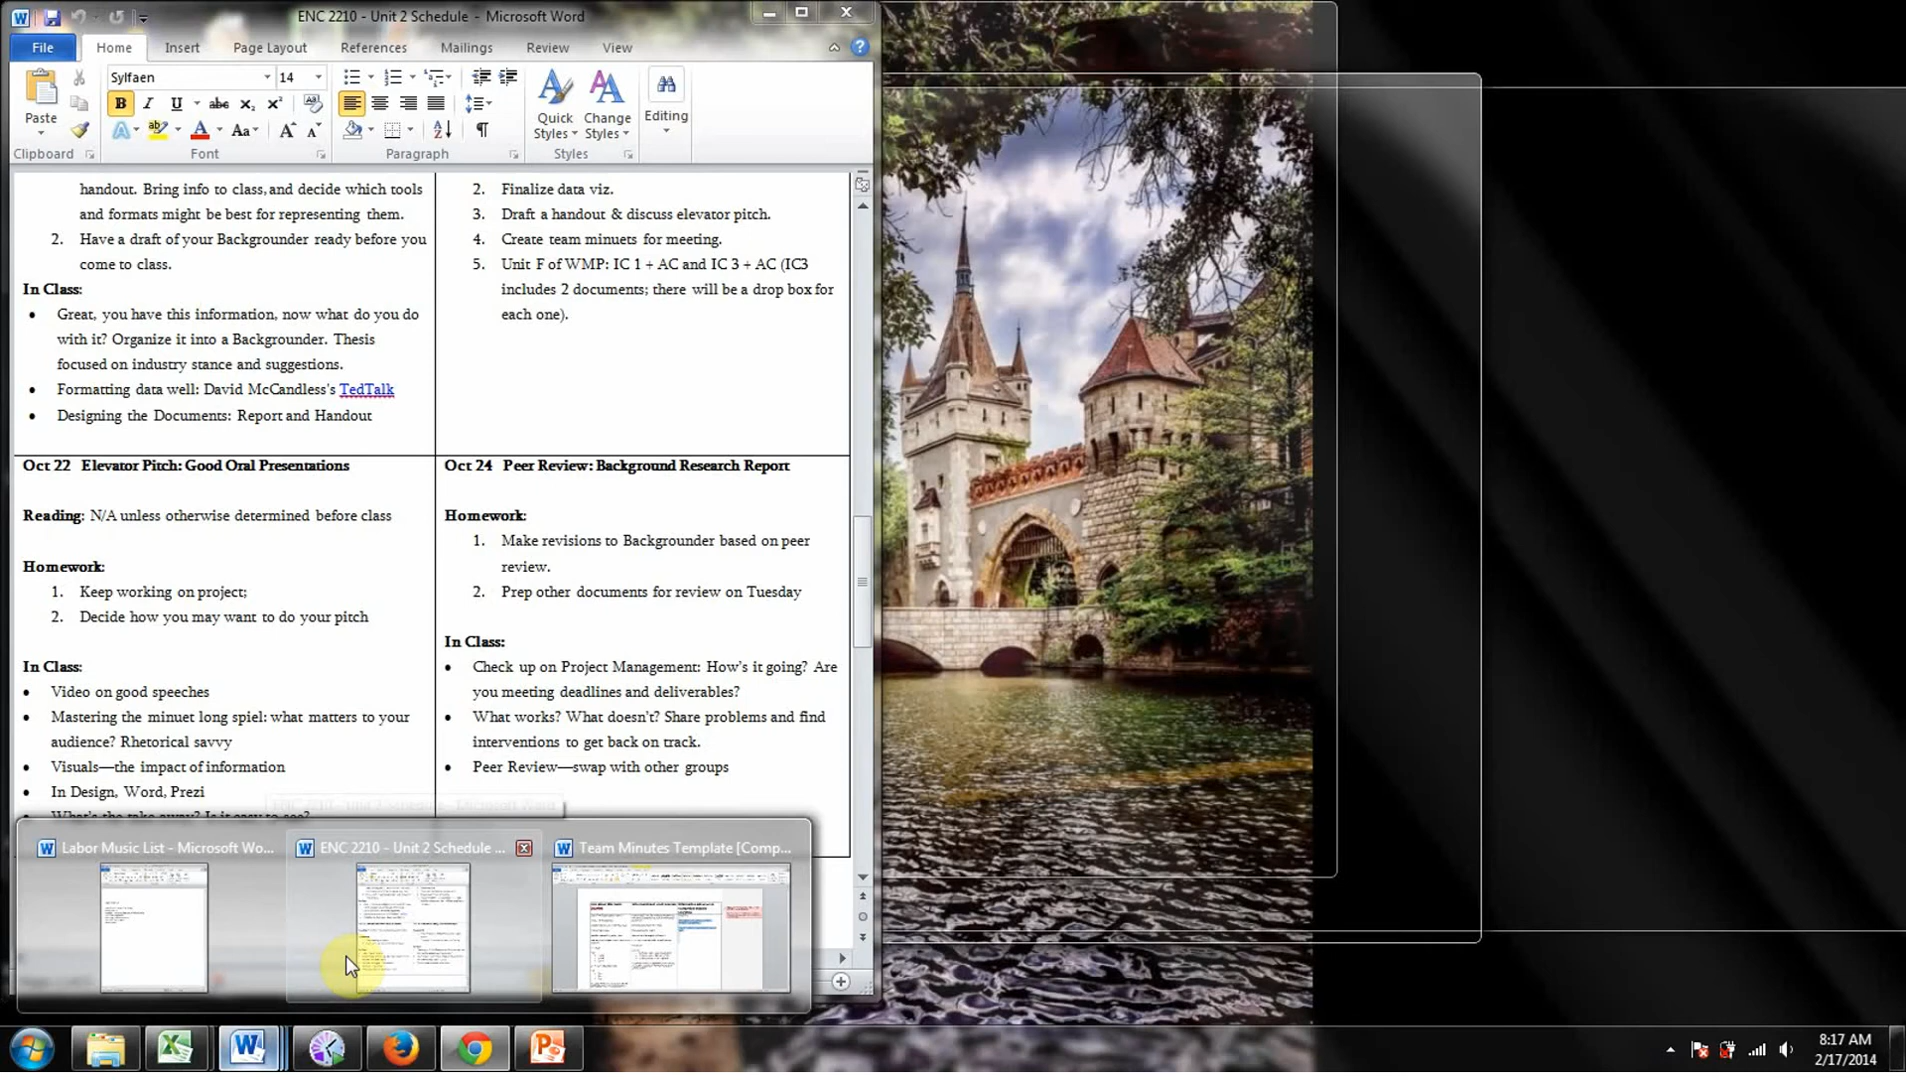 ENC 2210 - Unit 2 Schedule - Microsoft Word
File Home Insert Page Layout References Mailings Review View
Sylfaen 14
Paste Quick Styles Change Styles Editing
Clipboard Font Paragraph Styles
handout. Bring info to class, and decide which tools
and formats might be best for representing them.
2. Have a draft of your Backgrounder ready before you
come to class.
In Class:
• Great, you have this information, now what do you do
with it? Organize it into a Backgrounder. Thesis
focused on industry stance and suggestions.
• Formatting data well: David McCandless's TedTalk
• Designing the Documents: Report and Handout
2. Finalize data viz.
3. Draft a handout & discuss elevator pitch.
4. Create team minuets for meeting.
5. Unit F of WMP: IC 1 + AC and IC 3 + AC (IC3
includes 2 documents; there will be a drop box for
each one).
Oct 22 Elevator Pitch: Good Oral Presentations
Reading: N/A unless otherwise determined before class
Homework:
1. Keep working on project;
2. Decide how you may want to do your pitch
In Class:
• Video on good speeches
• Mastering the minuet long spiel: what matters to your
audience? Rhetorical savvy
• Visuals—the impact of information
• In Design, Word, Prezi
What's the take away? Is it easy to see?
Oct 24 Peer Review: Background Research Report
Homework:
1. Make revisions to Backgrounder based on peer
review.
2. Prep other documents for review on Tuesday
In Class:
• Check up on Project Management: How's it going? Are
you meeting deadlines and deliverables?
• What works? What doesn't? Share problems and find
interventions to get back on track.
• Peer Review—swap with other groups
Labor Music List - Microsoft Wo...
ENC 2210 - Unit 2 Schedule ...
Team Minutes Template [Comp...
8:17 AM
2/17/2014